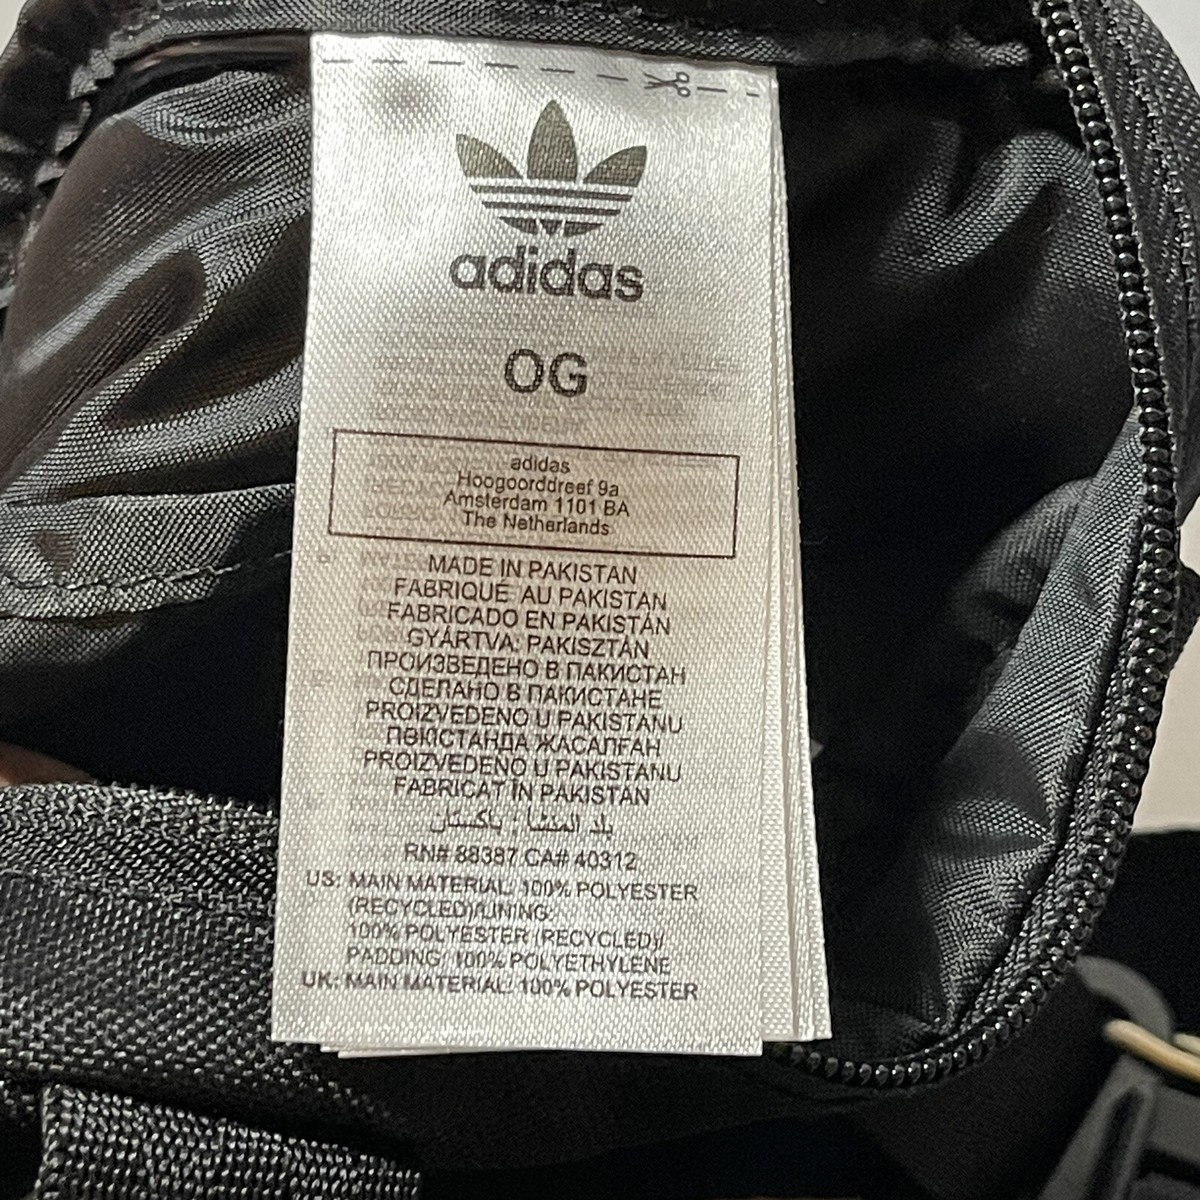 adidas
OG
adidas
Hoogoorddreef 9a
Amsterdam 1101 BA
The Netherlands
MADE IN PAKISTAN
FABRIQUÉ AU PAKISTAN
FABRICADO EN PAKISTÁN
GYÁRTVA: PAKISZTÁN
ПРОИЗВЕДЕНО В ПАКИСТАН
СДЕЛАНО В ПАКИСТАНЕ
PROIZVEDENO U PAKISTANU
ПӘКІСТАНДА ЖАСАЛҒАН
PROIZVEDENO U PAKISTANU
FABRICAT ÎN PAKISTAN
بلد المنشأ : باكستان
RN# 88387 CA# 40312
US: MAIN MATERIAL: 100% POLYESTER
(RECYCLED)/LINING:
100% POLYESTER (RECYCLED)/
PADDING: 100% POLYETHYLENE
UK: MAIN MATERIAL: 100% POLYESTER